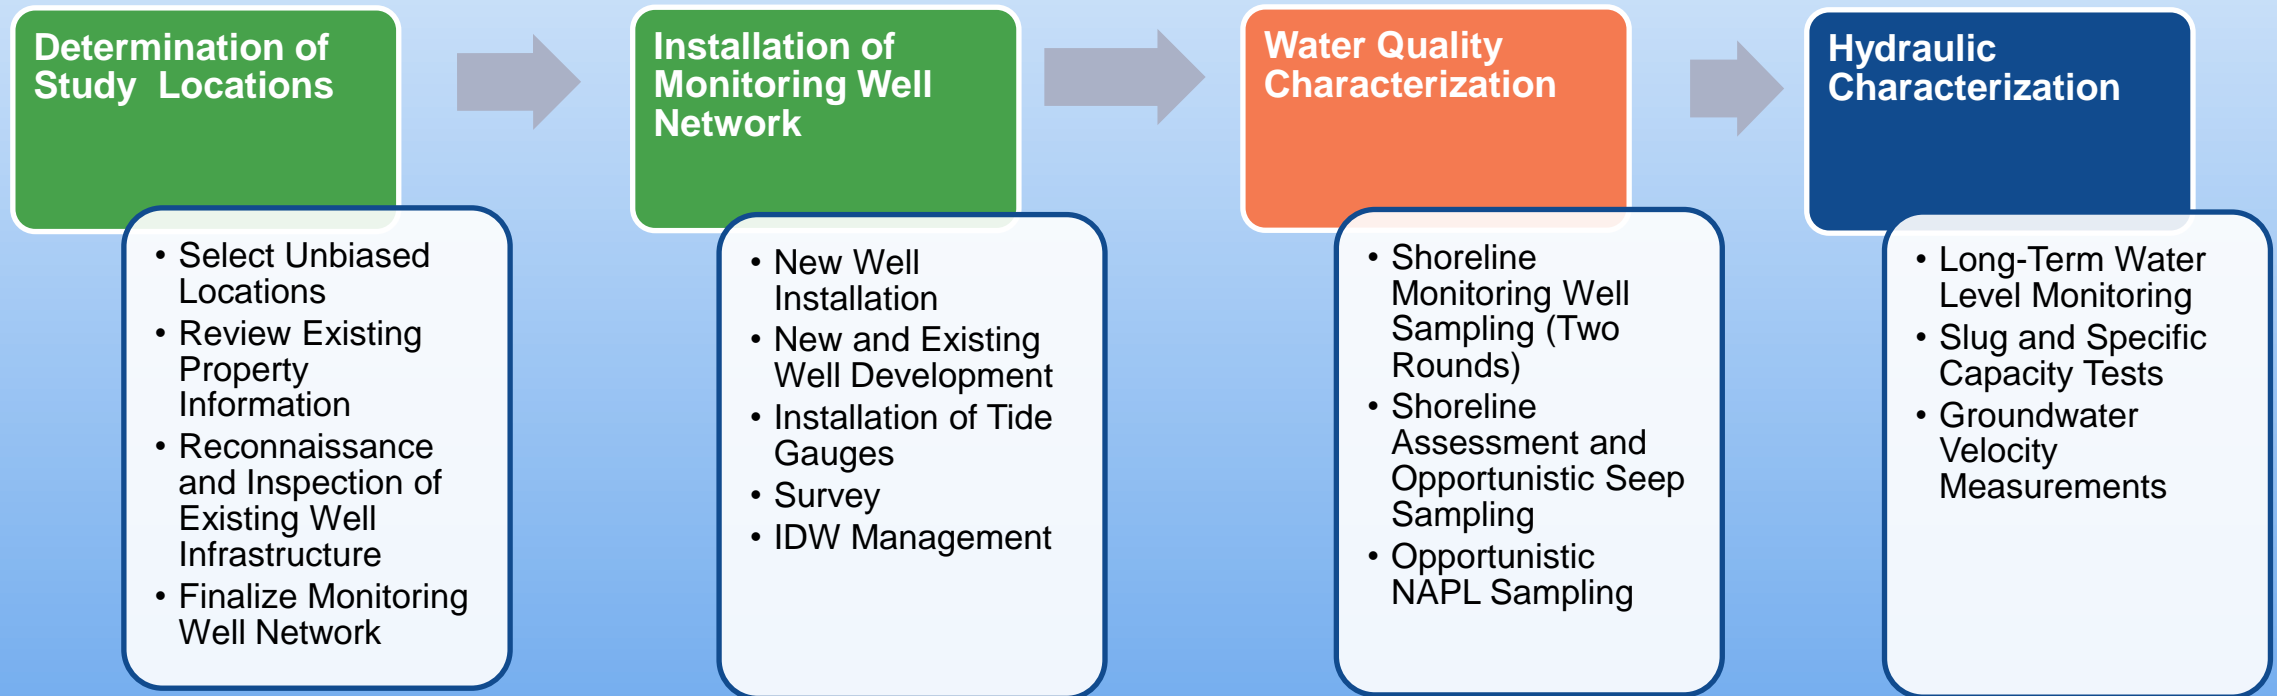 Determination of
Study  Locations
• Select Unbiased
Locations
• Review Existing
Property
Information
• Reconnaissance
and Inspection of
Existing Well
Infrastructure
• Finalize Monitoring
Well Network
Installation of
Monitoring Well
Network
• New Well
Installation
• New and Existing
Well Development
• Installation of Tide
Gauges
• Survey
• IDW Management
Water Quality
Characterization
• Shoreline
Monitoring Well
Sampling (Two
Rounds)
• Shoreline
Assessment and
Opportunistic Seep
Sampling
• Opportunistic
NAPL Sampling
Hydraulic
Characterization
• Long-Term Water
Level Monitoring
• Slug and Specific
Capacity Tests
• Groundwater
Velocity
Measurements